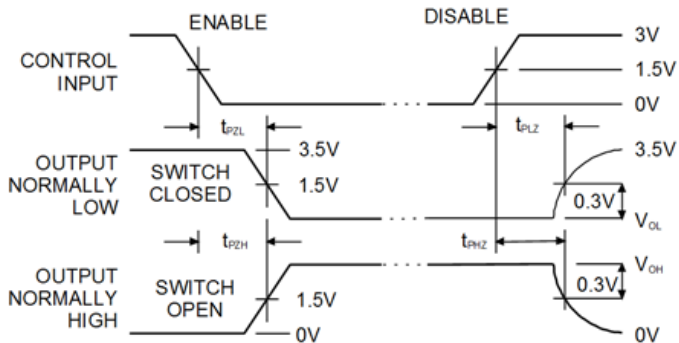 ENABLE
DISABLE
CONTROL
INPUT
3V
1.5V
0V
tPZL
tPLZ
OUTPUT
NORMALLY
LOW
SWITCH
CLOSED
3.5V
1.5V
3.5V
0.3V
VOL
tPZH
tPHZ
OUTPUT
NORMALLY
HIGH
SWITCH
OPEN
1.5V
0V
VOH
0.3V
0V